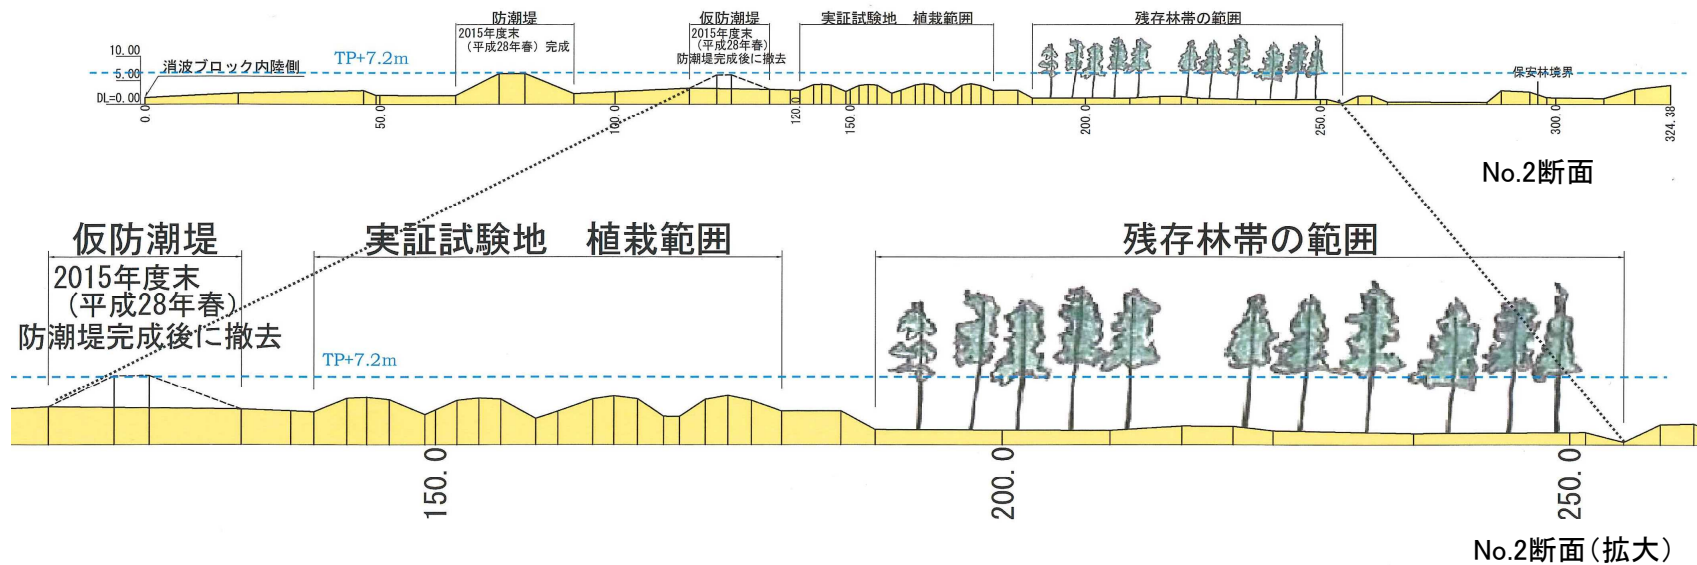 防潮堤
2015年度末
（平成28年春）完成
仮防潮堤
2015年度末
（平成28年春）
防潮堤完成後に撤去
実証試験地　植栽範囲
残存林帯の範囲
10.00
5.00
DL=0.00
消波ブロック内陸側
TP+7.2m
保安林境界
0.0
50.0
100.0
120.0
150.0
200.0
250.0
300.0
324.38
No.2断面
仮防潮堤
2015年度末
（平成28年春）
防潮堤完成後に撤去
実証試験地　植栽範囲
残存林帯の範囲
TP+7.2m
150.0
200.0
250.0
No.2断面（拡大）